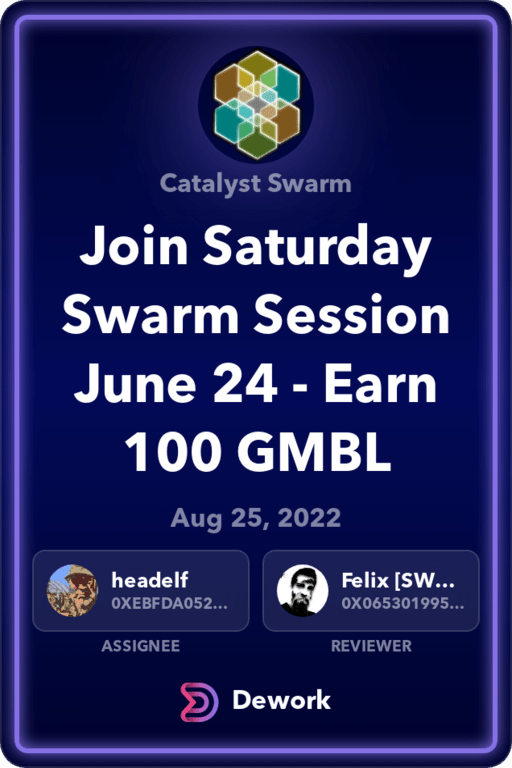 Catalyst Swarm
Join Saturday
Swarm Session
June 24 - Earn
100 GMBL
Aug 25, 2022
headelf
0XEBFDA052...
Felix [SW...
0X065301995...
ASSIGNEE
REVIEWER
Dework